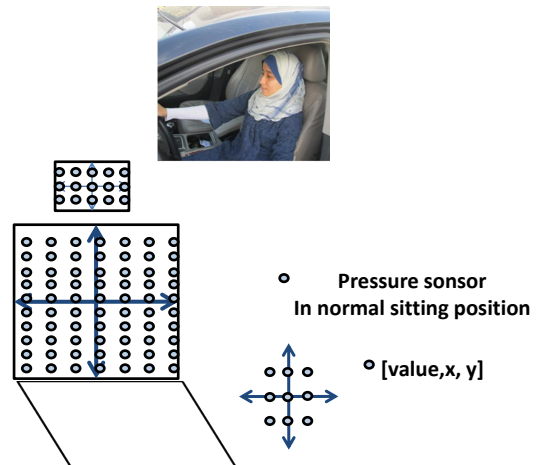 Pressure sonsor
In normal sitting position
[value,x, y]